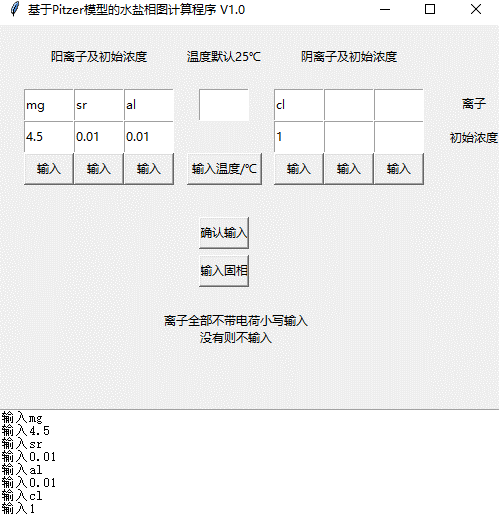 基于Pitzer模型的水盐相图计算程序 V1.0
阳离子及初始浓度 温度默认25℃ 阴离子及初始浓度
mg sr al cl 离子
4.5 0.01 0.01 1 初始浓度
输入 输入 输入 输入温度/℃ 输入 输入 输入
确认输入
输入固相
离子全部不带电荷小写输入
没有则不输入
输入mg
输入4.5
输入sr
输入0.01
输入al
输入0.01
输入cl
输入1